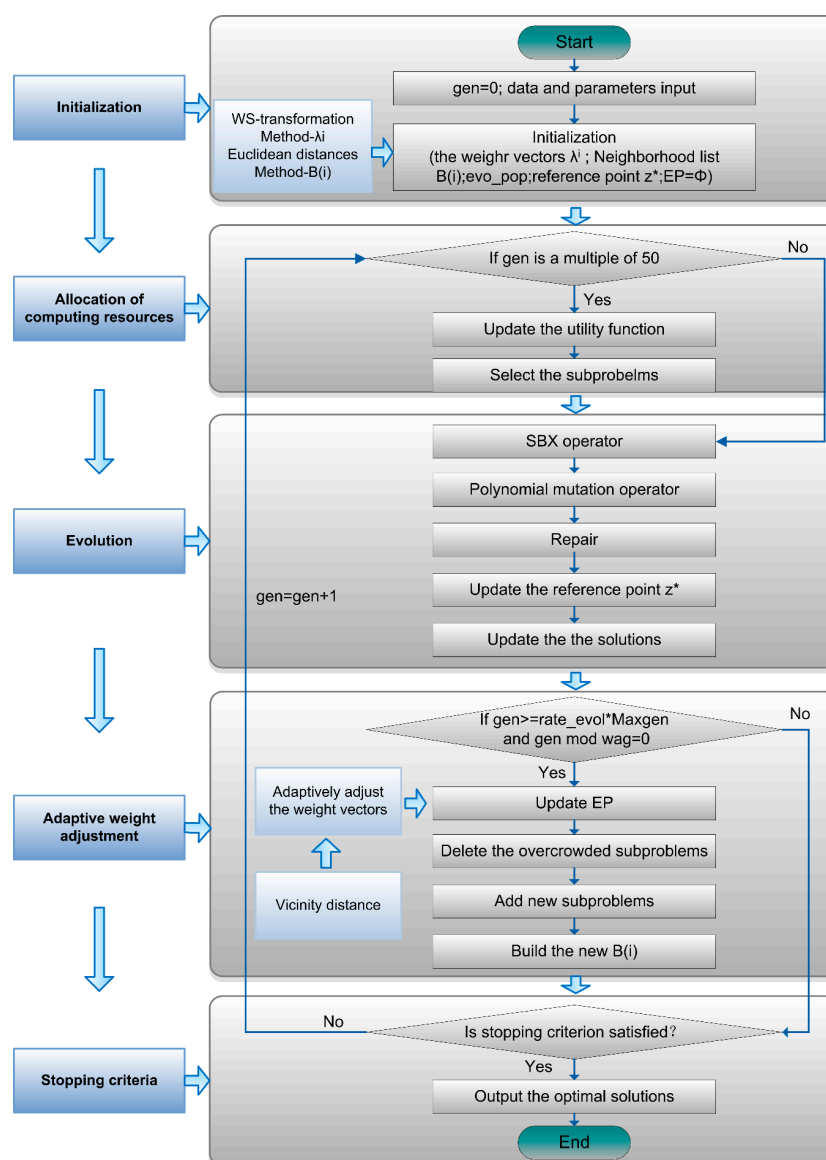 Start
Initialization
gen=0; data and parameters input
WS-transformation
Method-λi
Euclidean distances
Method-B(i)
Initialization
(the weighr vectors λⁱ ; Neighborhood list
B(i);evo_pop;reference point z*;EP=Φ)
Allocation of
computing resources
If gen is a multiple of 50
No
Yes
Update the utility function
Select the subprobelms
Evolution
SBX operator
Polynomial mutation operator
Repair
gen=gen+1
Update the reference point z*
Update the the solutions
Adaptive weight
adjustment
If gen>=rate_evol*Maxgen
and gen mod wag=0
No
Yes
Adaptively adjust
the weight vectors
Update EP
Delete the overcrowded subproblems
Vicinity distance
Add new subproblems
Build the new B(i)
Stopping criteria
No
Is stopping criterion satisfied?
Yes
Output the optimal solutions
End